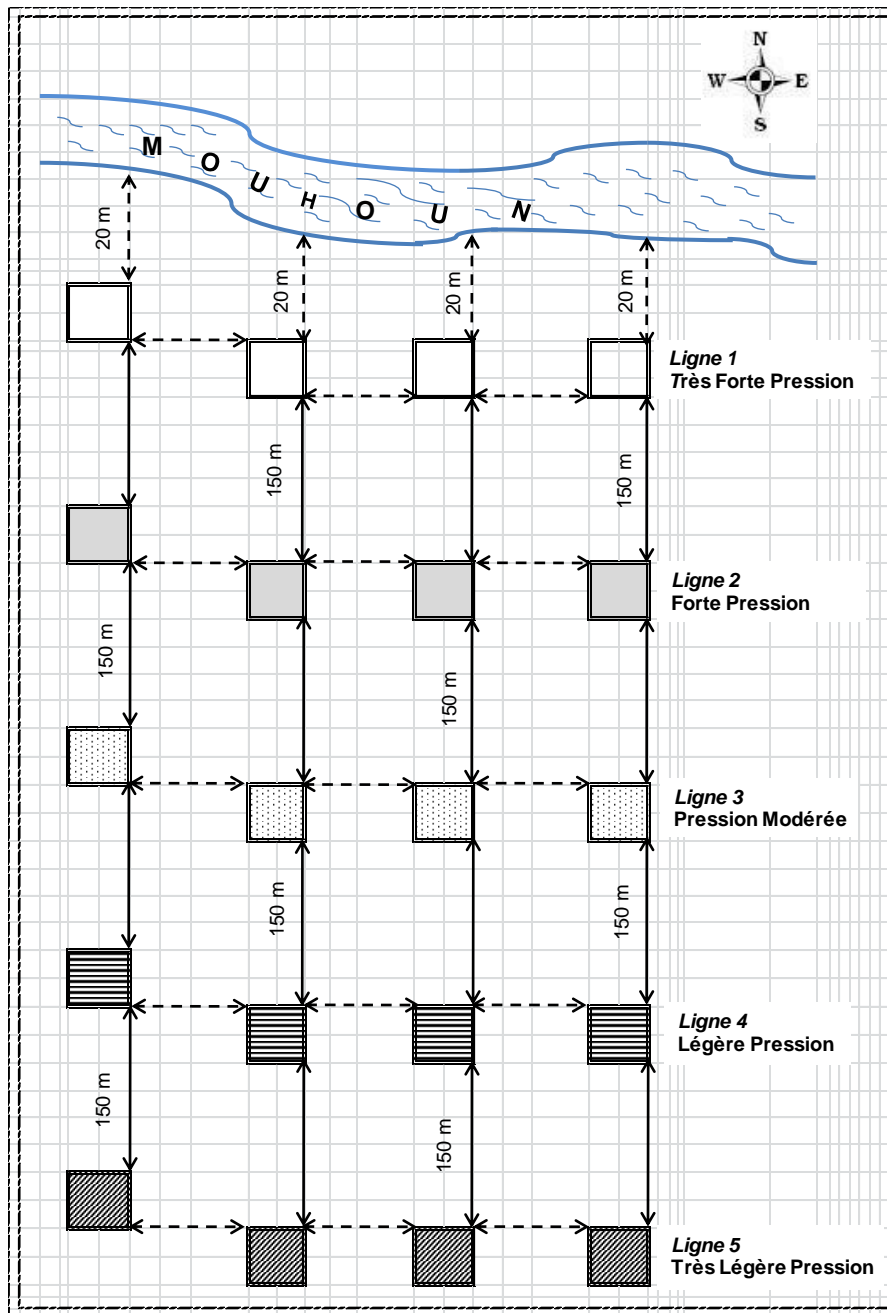 N
W E
S
MOUHOUN
20 m
20 m
20 m
20 m
Ligne 1
Très Forte Pression
150 m
150 m
Ligne 2
Forte Pression
150 m
150 m
Ligne 3
Pression Modérée
150 m
150 m
Ligne 4
Légère Pression
150 m
150 m
Ligne 5
Très Légère Pression